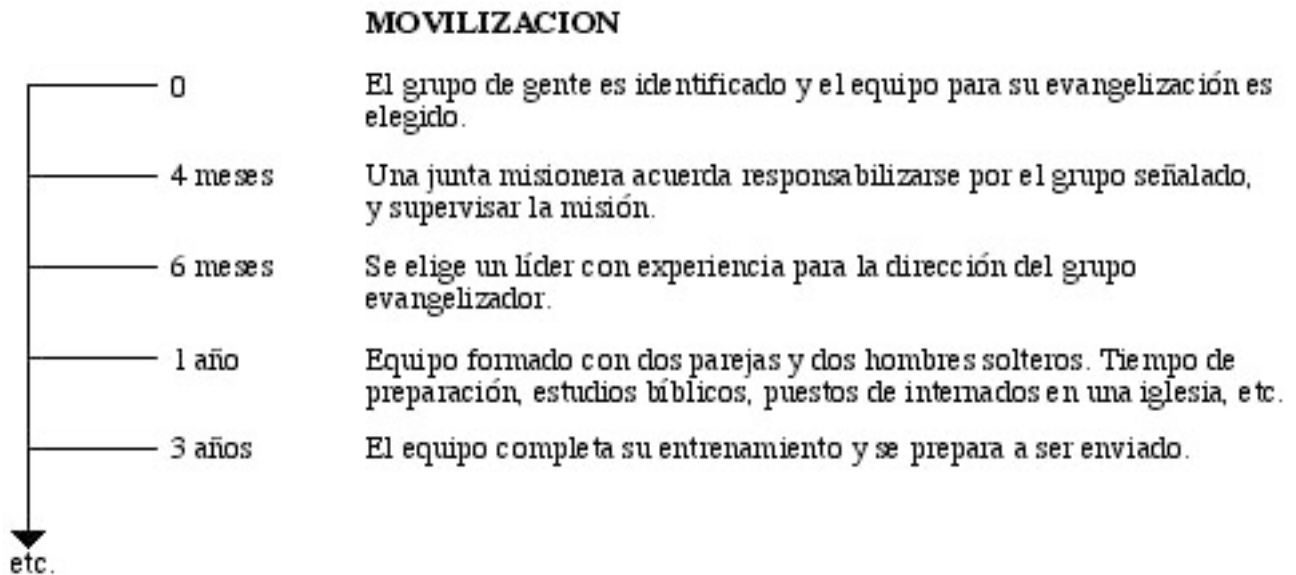 MOVILIZACION
0 El grupo de gente es identificado y el equipo para su evangelización es
elegido.
4 meses Una junta misionera acuerda responsabilizarse por el grupo señalado,
y supervisar la misión.
6 meses Se elige un líder con experiencia para la dirección del grupo
evangelizador.
1 año Equipo formado con dos parejas y dos hombres solteros. Tiempo de
preparación, estudios bíblicos, puestos de internados en una iglesia, etc.
3 años El equipo completa su entrenamiento y se prepara a ser enviado.
etc.